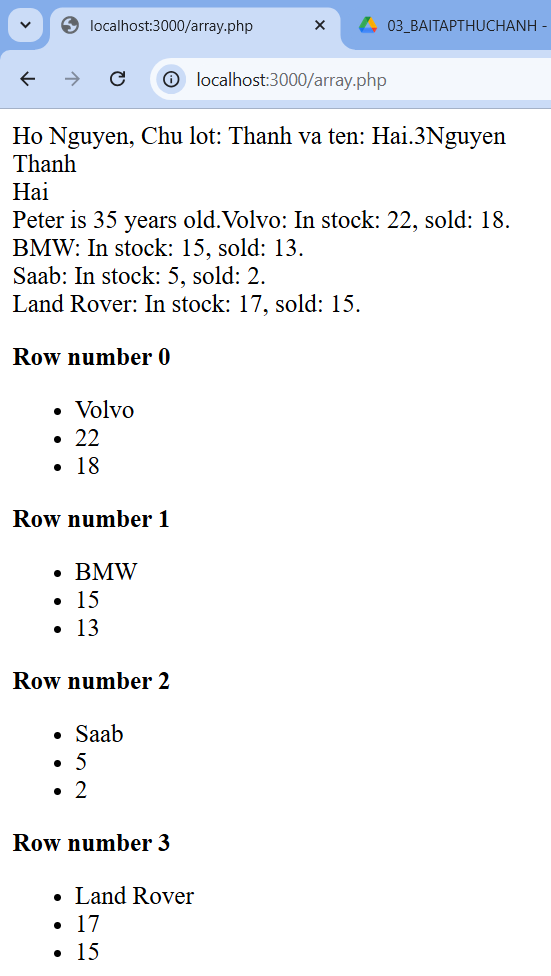 localhost:3000/array.php
03_BAITAPTHUCHANH -
localhost:3000/array.php
Ho Nguyen, Chu lot: Thanh va ten: Hai.3Nguyen
Thanh
Hai
Peter is 35 years old.Volvo: In stock: 22, sold: 18.
BMW: In stock: 15, sold: 13.
Saab: In stock: 5, sold: 2.
Land Rover: In stock: 17, sold: 15.
Row number 0
Volvo
22
18
Row number 1
BMW
15
13
Row number 2
Saab
5
2
Row number 3
Land Rover
17
15